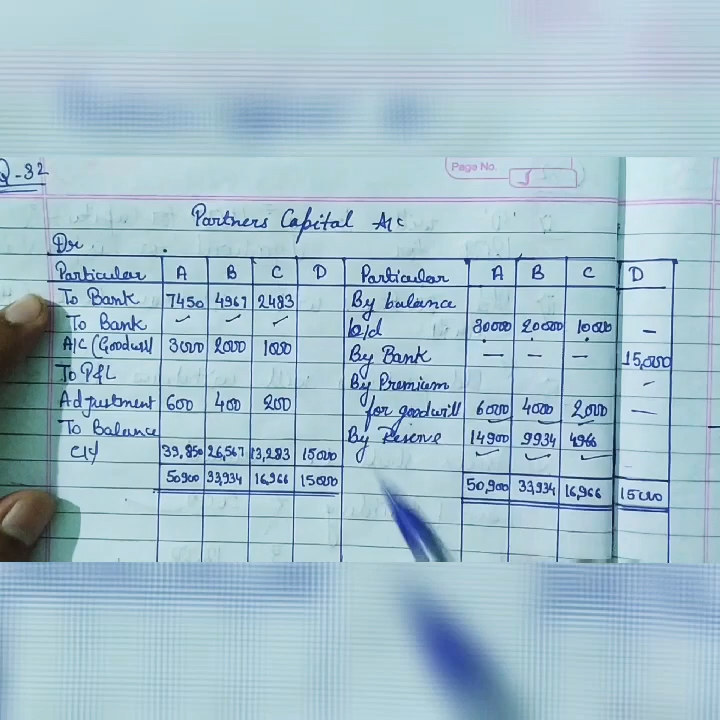 Q-32
Page No. 5
Partners Capital A/c
Dr.
Particular A B C D Particular A B C D
To Bank 7450 4967 2483 By balance
To Bank b/d 30000 20000 10000 —
A/C (Goodwill 3000 2000 1000 By Bank — — — 15,000
To P&L By Premium
Adjustment 600 400 200 for goodwill 6000 4000 2000 —
To Balance By Reserve 14900 9934 4966
c/d 39,850 26,567 13,283 15000
50900 33,934 16,966 15000 50,900 33,934 16,966 15000